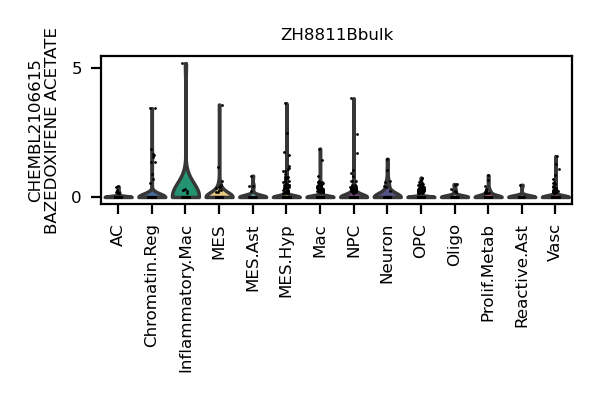 ZH8811Bbulk
CHEMBL2106615
BAZEDOXIFENE ACETATE
5
0
AC
Chromatin.Reg
Inflammatory.Mac
MES
MES.Ast
MES.Hyp
Mac
NPC
Neuron
OPC
Oligo
Prolif.Metab
Reactive.Ast
Vasc